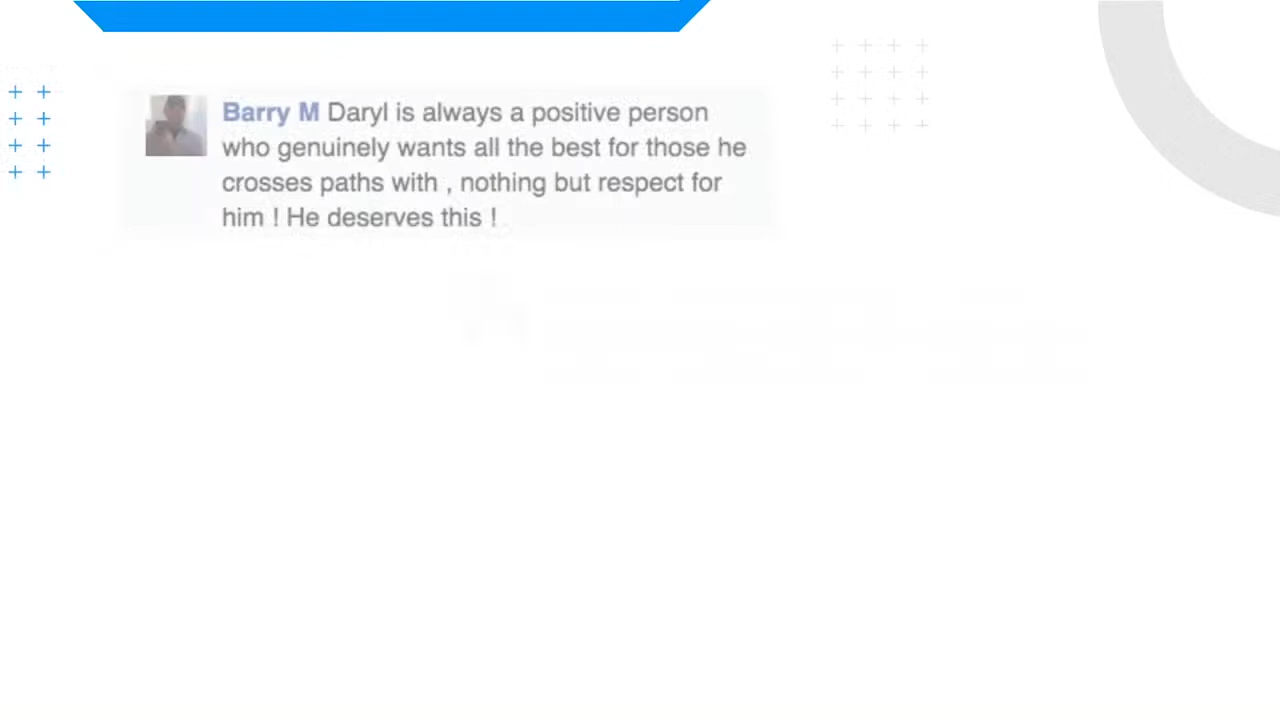 Barry M Daryl is always a positive person
who genuinely wants all the best for those he
crosses paths with , nothing but respect for
him ! He deserves this !